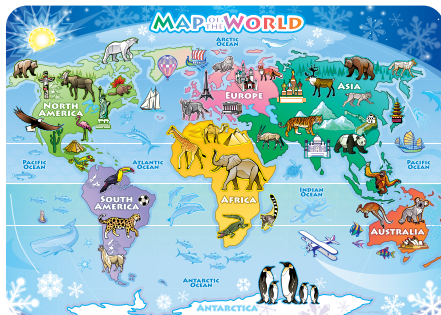 MAP OF THE WORLD
ARCTIC
OCEAN
NORTH
AMERICA
EUROPE
ASIA
PACIFIC
OCEAN
ATLANTIC
OCEAN
PACIFIC
OCEAN
SOUTH
AMERICA
AFRICA
INDIAN
OCEAN
AUSTRALIA
ANTARCTIC
OCEAN
ANTARCTICA